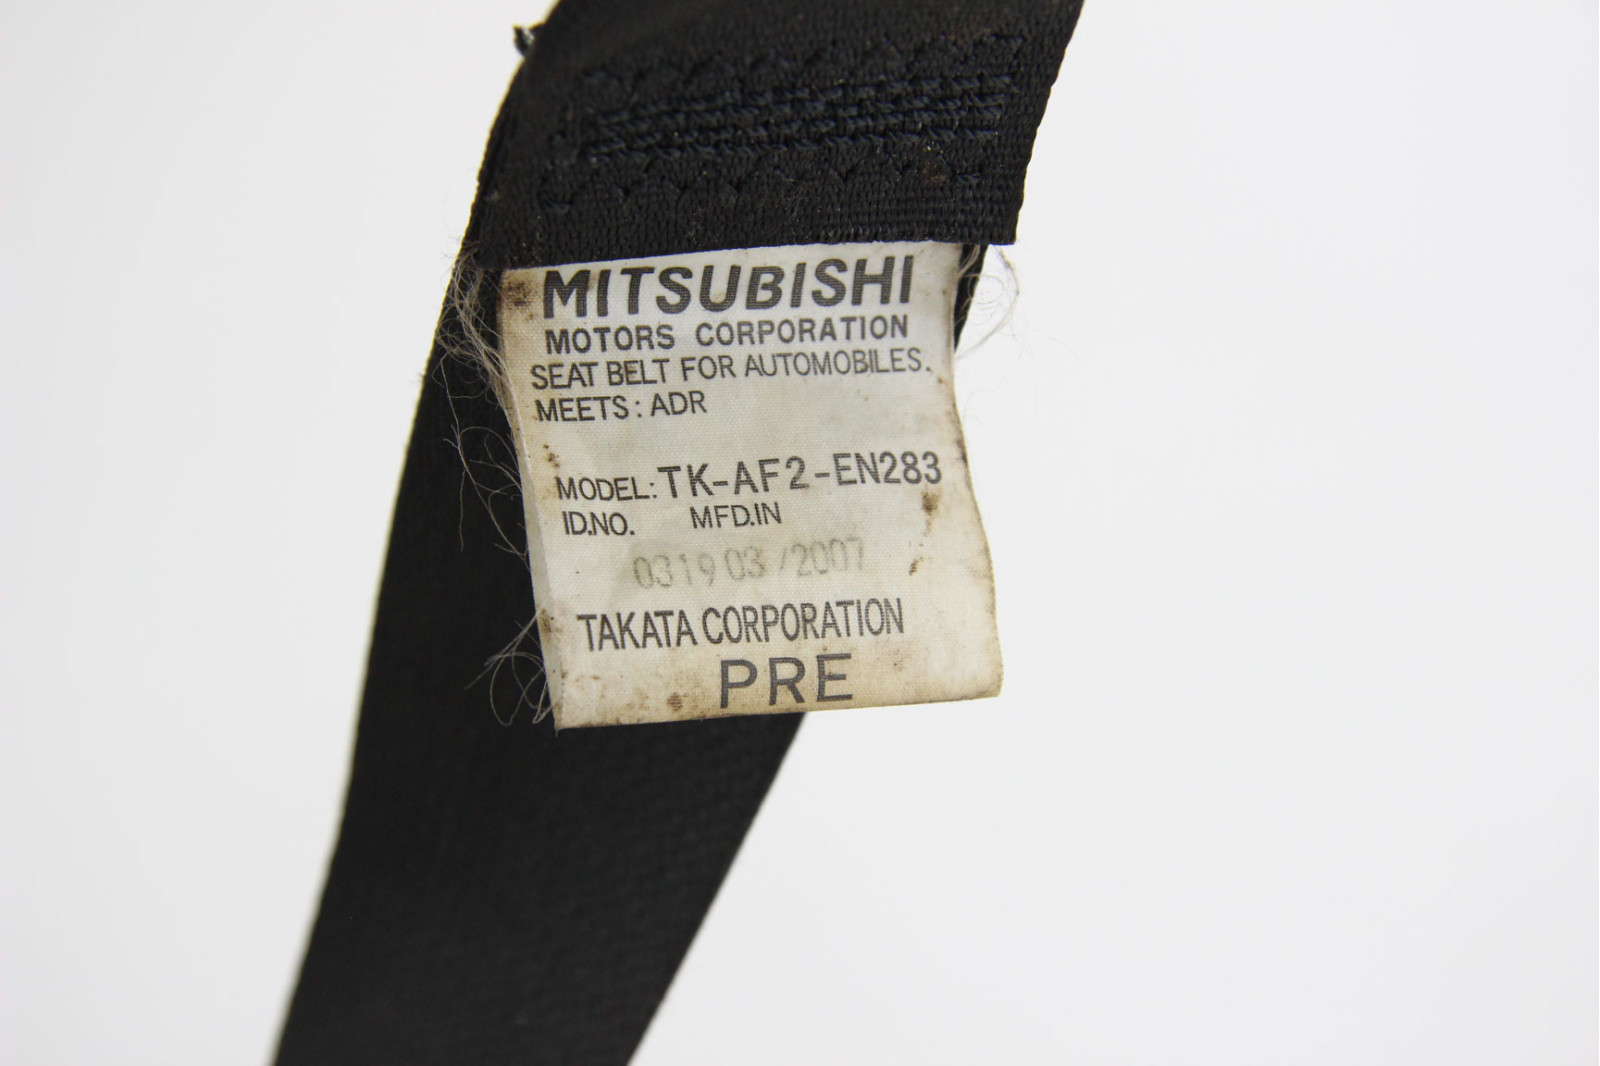 MITSUBISHI
MOTORS CORPORATION
SEAT BELT FOR AUTOMOBILES.
MEETS: ADR
MODEL: TK-AF2-EN283
ID.NO. MFD.IN
0319 03 /2007
TAKATA CORPORATION
PRE